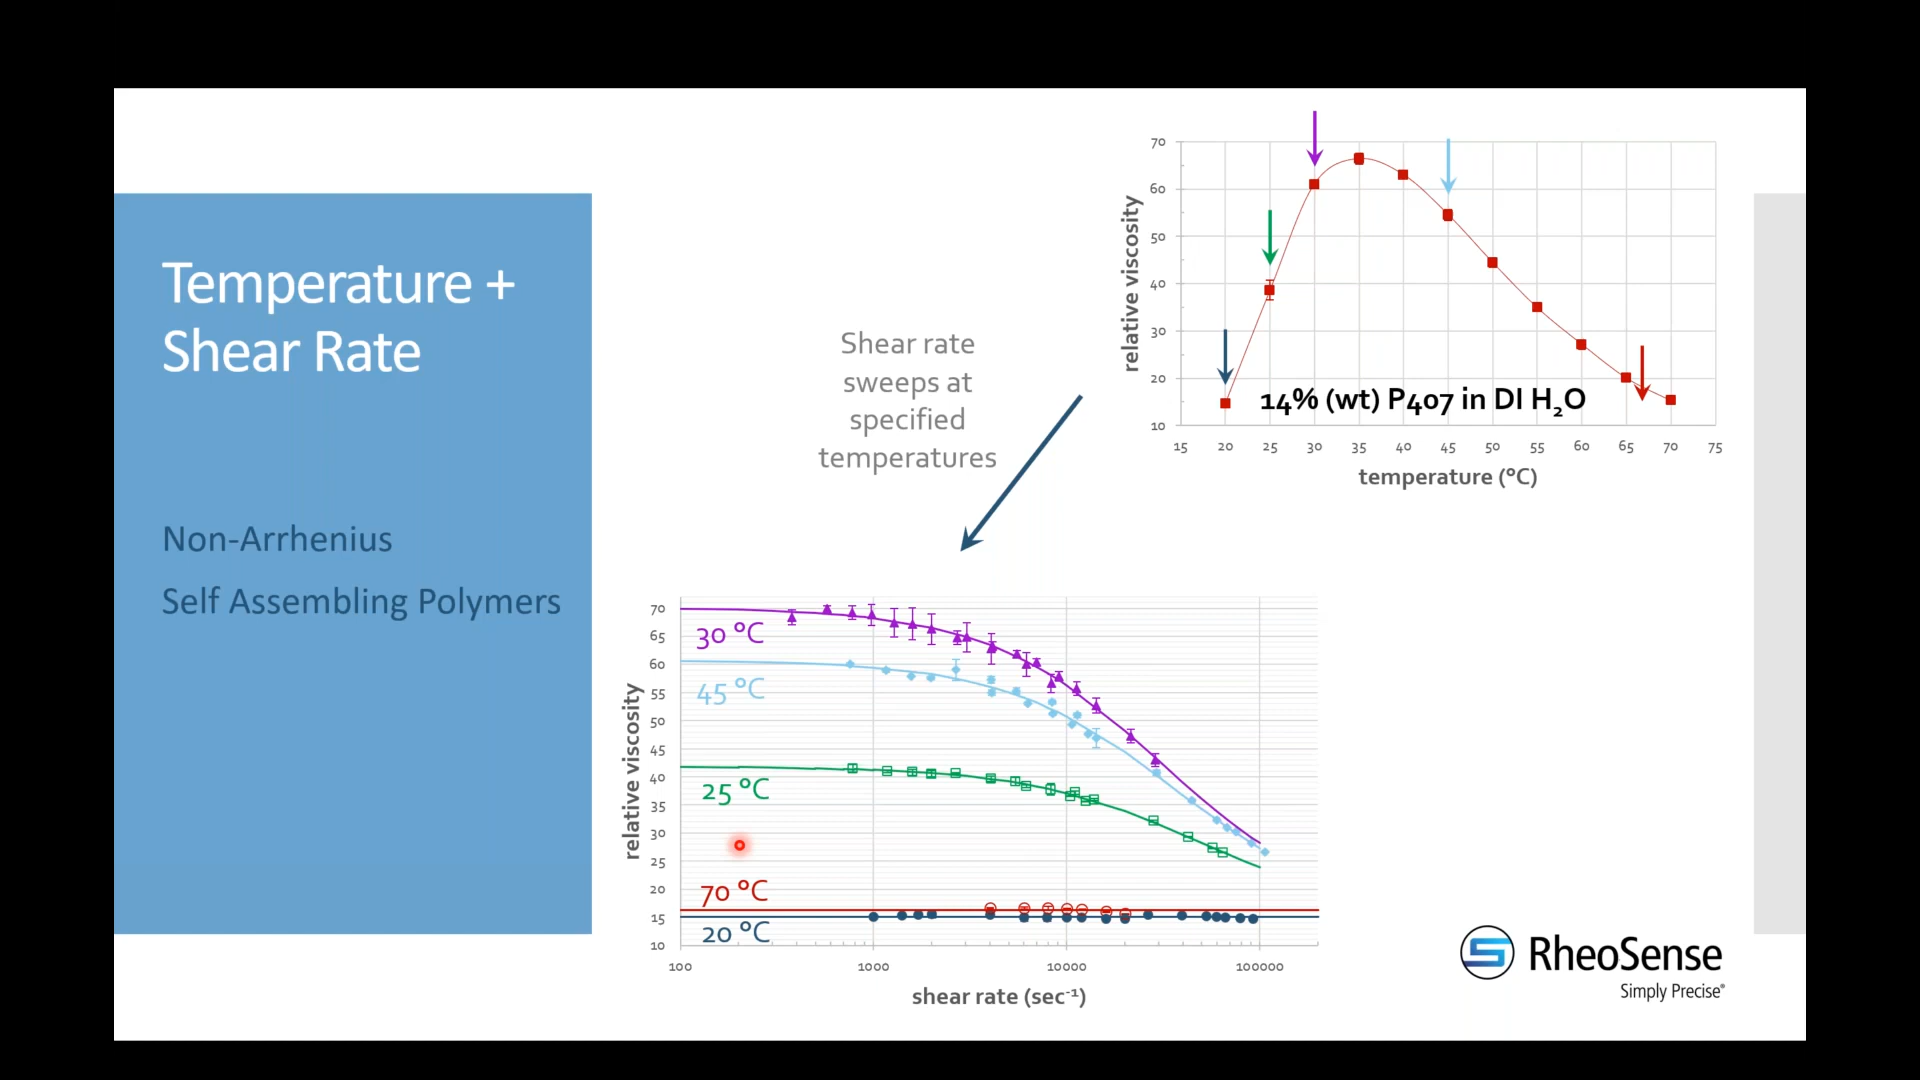 Temperature +
Shear Rate
Non-Arrhenius
Self Assembling Polymers
Shear rate
sweeps at
specified
temperatures
70
60
50
40
30
20
10
relative viscosity
14% (wt) P407 in DI H₂O
15 20 25 30 35 40 45 50 55 60 65 70 75
temperature (°C)
70
65
60
55
50
45
40
35
30
25
20
15
10
relative viscosity
30 °C
45 °C
25 °C
70 °C
20 °C
100 1000 10000 100000
shear rate (sec⁻¹)
RheoSense
Simply Precise®